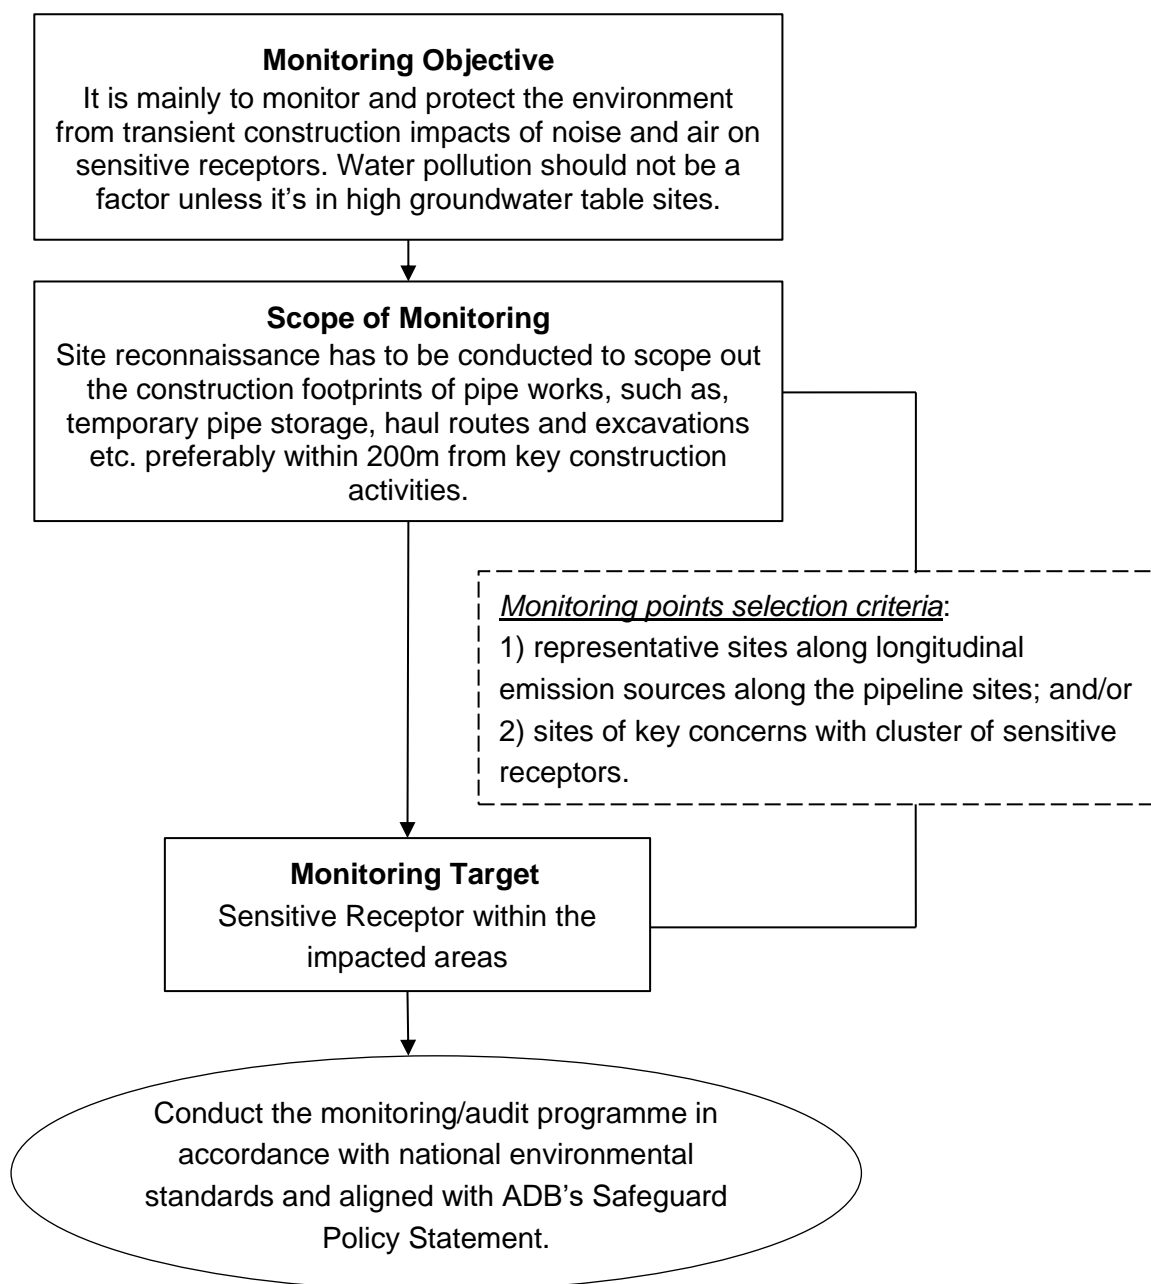 Monitoring Objective
It is mainly to monitor and protect the environment
from transient construction impacts of noise and air on
sensitive receptors. Water pollution should not be a
factor unless it’s in high groundwater table sites.
Scope of Monitoring
Site reconnaissance has to be conducted to scope out
the construction footprints of pipe works, such as,
temporary pipe storage, haul routes and excavations
etc. preferably within 200m from key construction
activities.
Monitoring points selection criteria:
1) representative sites along longitudinal
emission sources along the pipeline sites; and/or
2) sites of key concerns with cluster of sensitive
receptors.
Monitoring Target
Sensitive Receptor within the
impacted areas
Conduct the monitoring/audit programme in
accordance with national environmental
standards and aligned with ADB’s Safeguard
Policy Statement.